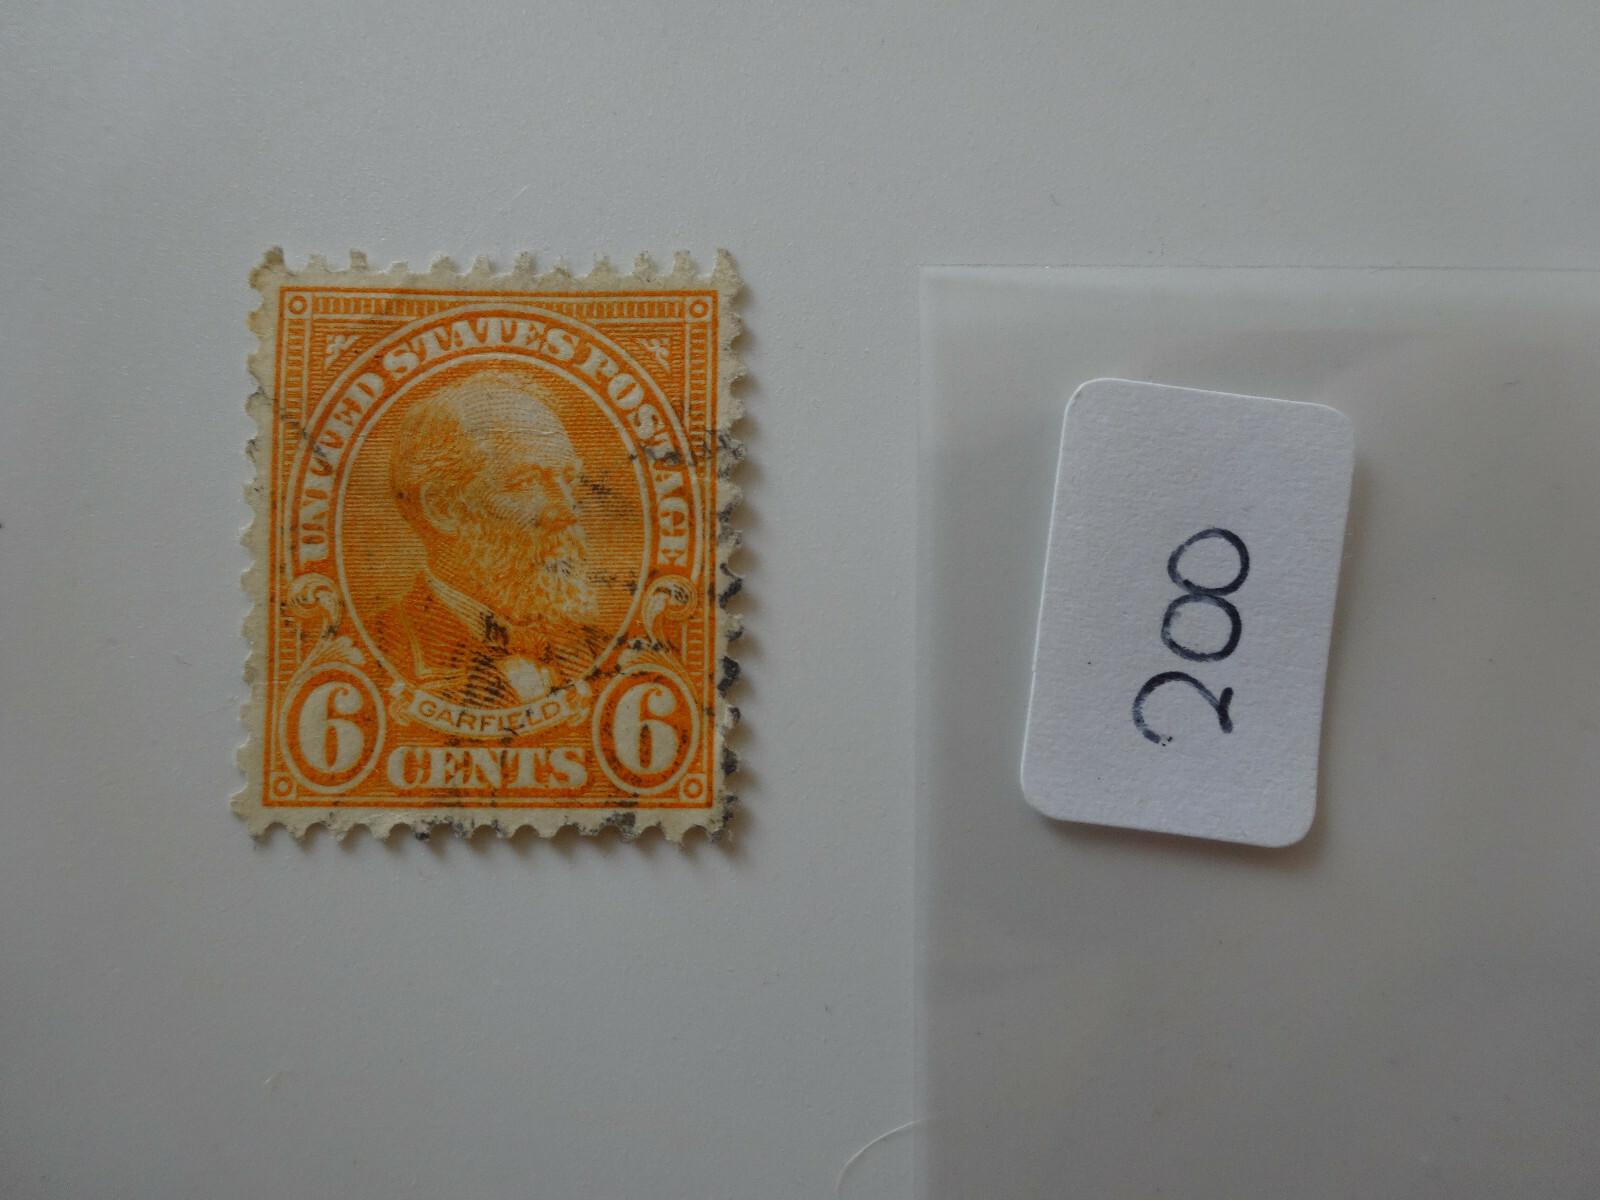 UNITED STATES POSTAGE
GARFIELD
6 CENTS 6
200